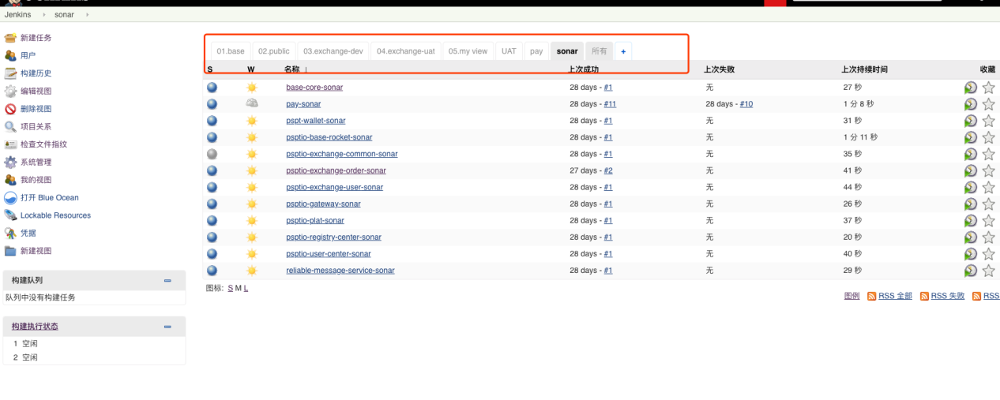 Jenkins sonar
新建任务
用户
构建历史
编辑视图
删除视图
项目关系
检查文件指纹
系统管理
我的视图
打开 Blue Ocean
Lockable Resources
凭据
新建视图
构建队列
队列中没有构建任务
构建执行状态
1 空闲
2 空闲
01.base 02.public 03.exchange-dev 04.exchange-uat 05.my view UAT pay sonar 所有 +
S W 名称 ↓ 上次成功 上次失败 上次持续时间 收藏
base-core-sonar 28 days - #1 无 27 秒
pay-sonar 28 days - #11 28 days - #10 1 分 8 秒
pspt-wallet-sonar 28 days - #1 无 31 秒
psptio-base-rocket-sonar 28 days - #1 无 1 分 11 秒
psptio-exchange-common-sonar 28 days - #1 无 35 秒
psptio-exchange-order-sonar 27 days - #2 无 41 秒
psptio-exchange-user-sonar 28 days - #1 无 44 秒
psptio-gateway-sonar 28 days - #1 无 26 秒
psptio-plat-sonar 28 days - #1 无 37 秒
psptio-registry-center-sonar 28 days - #1 无 20 秒
psptio-user-center-sonar 28 days - #1 无 40 秒
reliable-message-service-sonar 28 days - #1 无 29 秒
图标: S M L
图例 RSS 全部 RSS 失败 RSS